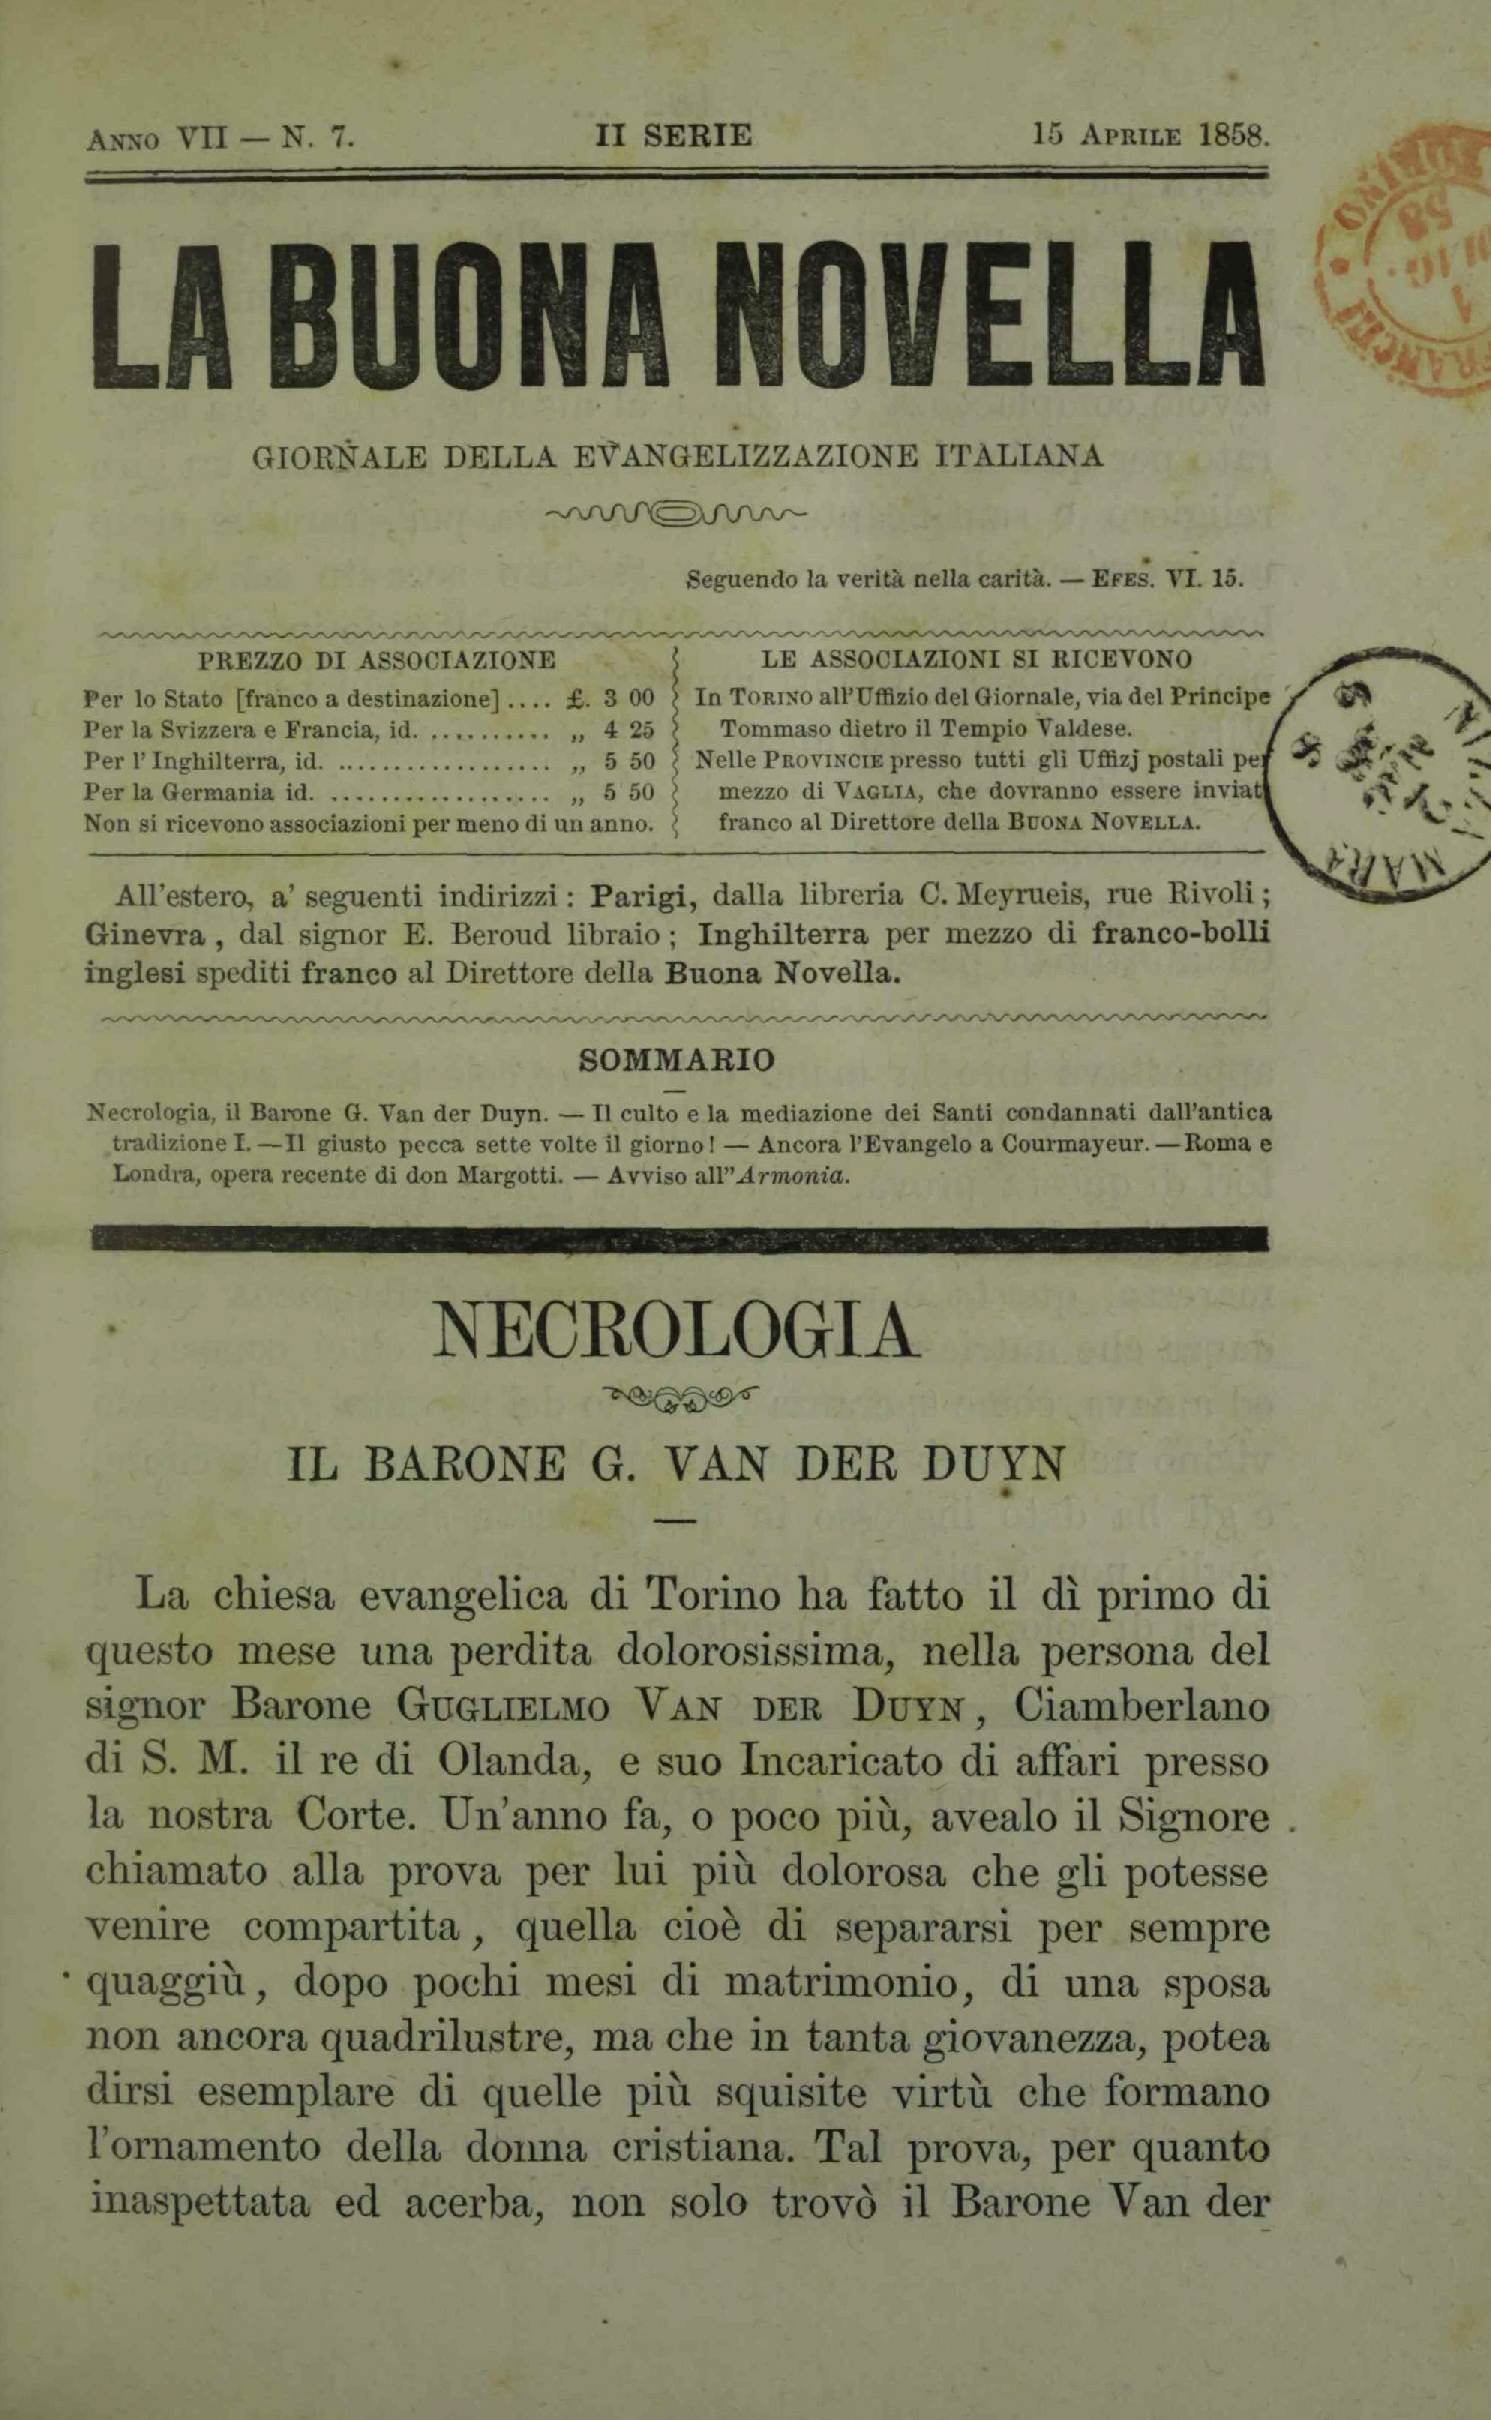 ANNO VII — N. 7.
II SERIE
15 APRILE 1858.
LA BUONA NOVELLA
GIORNALE DELLA EVANGELIZZAZIONE ITALIANA
Seguendo la verità nella carità. — EFES. VI. 15.
PREZZO DI ASSOCIAZIONE
Per lo Stato [franco a destinazione] .... £. 3 00
Per la Svizzera e Francia, id. .......... „ 4 25
Per l' Inghilterra, id. .................. „ 5 50
Per la Germania id. .................. „ 5 50
Non si ricevono associazioni per meno di un anno.
LE ASSOCIAZIONI SI RICEVONO
In TORINO all'Uffizio del Giornale, via del Principe
Tommaso dietro il Tempio Valdese.
Nelle PROVINCIE presso tutti gli Uffizj postali per
mezzo di VAGLIA, che dovranno essere inviat
franco al Direttore della BUONA NOVELLA.
All'estero, a' seguenti indirizzi : Parigi, dalla libreria C. Meyrueis, rue Rivoli ;
Ginevra , dal signor E. Beroud libraio ; Inghilterra per mezzo di franco-bolli
inglesi spediti franco al Direttore della Buona Novella.
SOMMARIO
Necrologia, il Barone G. Van der Duyn. — Il culto e la mediazione dei Santi condannati dall'antica
tradizione I. — Il giusto pecca sette volte il giorno ! — Ancora l'Evangelo a Courmayeur. — Roma e
Londra, opera recente di don Margotti. — Avviso all'' Armonia.
NECROLOGIA
IL BARONE G. VAN DER DUYN
La chiesa evangelica di Torino ha fatto il dì primo di
questo mese una perdita dolorosissima, nella persona del
signor Barone GUGLIELMO VAN DER DUYN , Ciamberlano
di S. M. il re di Olanda, e suo Incaricato di affari presso
la nostra Corte. Un'anno fa, o poco più, avealo il Signore
chiamato alla prova per lui più dolorosa che gli potesse
venire compartita , quella cioè di separarsi per sempre
quaggiù , dopo pochi mesi di matrimonio, di una sposa
non ancora quadrilustre, ma che in tanta giovanezza, potea
dirsi esemplare di quelle più squisite virtù che formano
l'ornamento della donna cristiana. Tal prova, per quanto
inaspettata ed acerba, non solo trovò il Barone Van der
TORINO
58